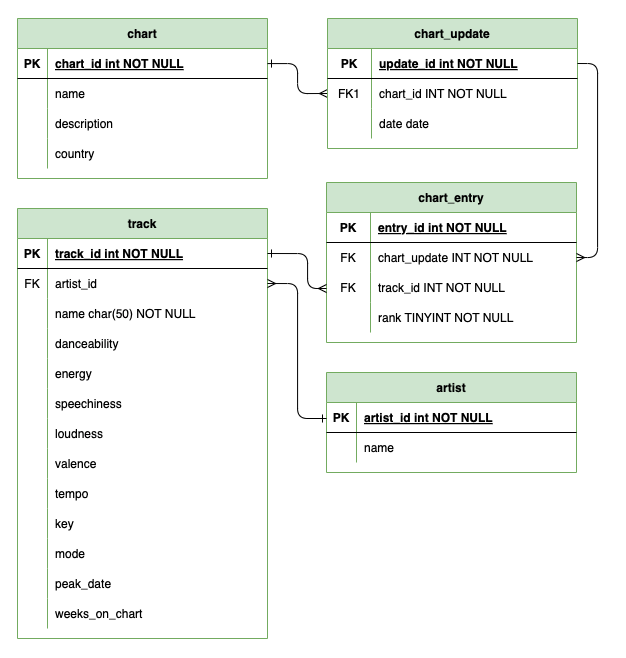 chart
PK chart_id int NOT NULL
name
description
country
chart_update
PK update_id int NOT NULL
FK1 chart_id INT NOT NULL
date date
track
PK track_id int NOT NULL
FK artist_id
name char(50) NOT NULL
danceability
energy
speechiness
loudness
valence
tempo
key
mode
peak_date
weeks_on_chart
chart_entry
PK entry_id int NOT NULL
FK chart_update INT NOT NULL
FK track_id INT NOT NULL
rank TINYINT NOT NULL
artist
PK artist_id int NOT NULL
name